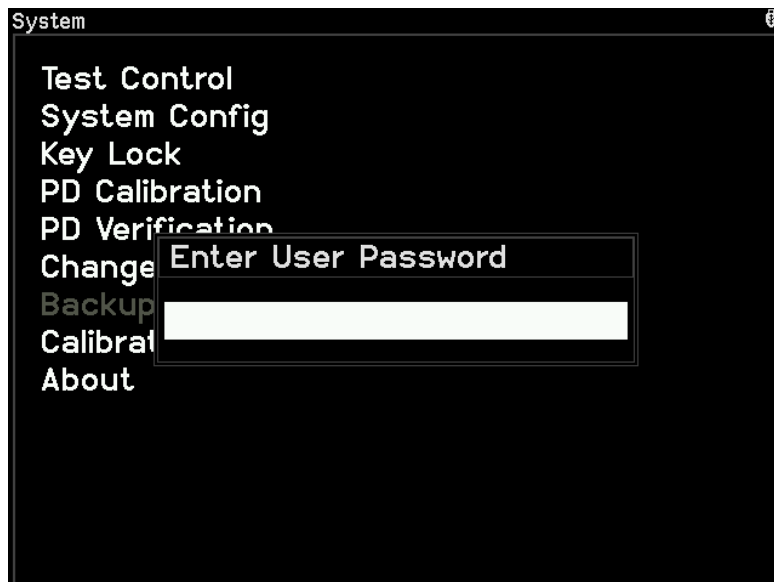 System
Test Control
System Config
Key Lock
PD Calibration
PD Verification
Change
Enter User Password
Backup
Calibrat
About